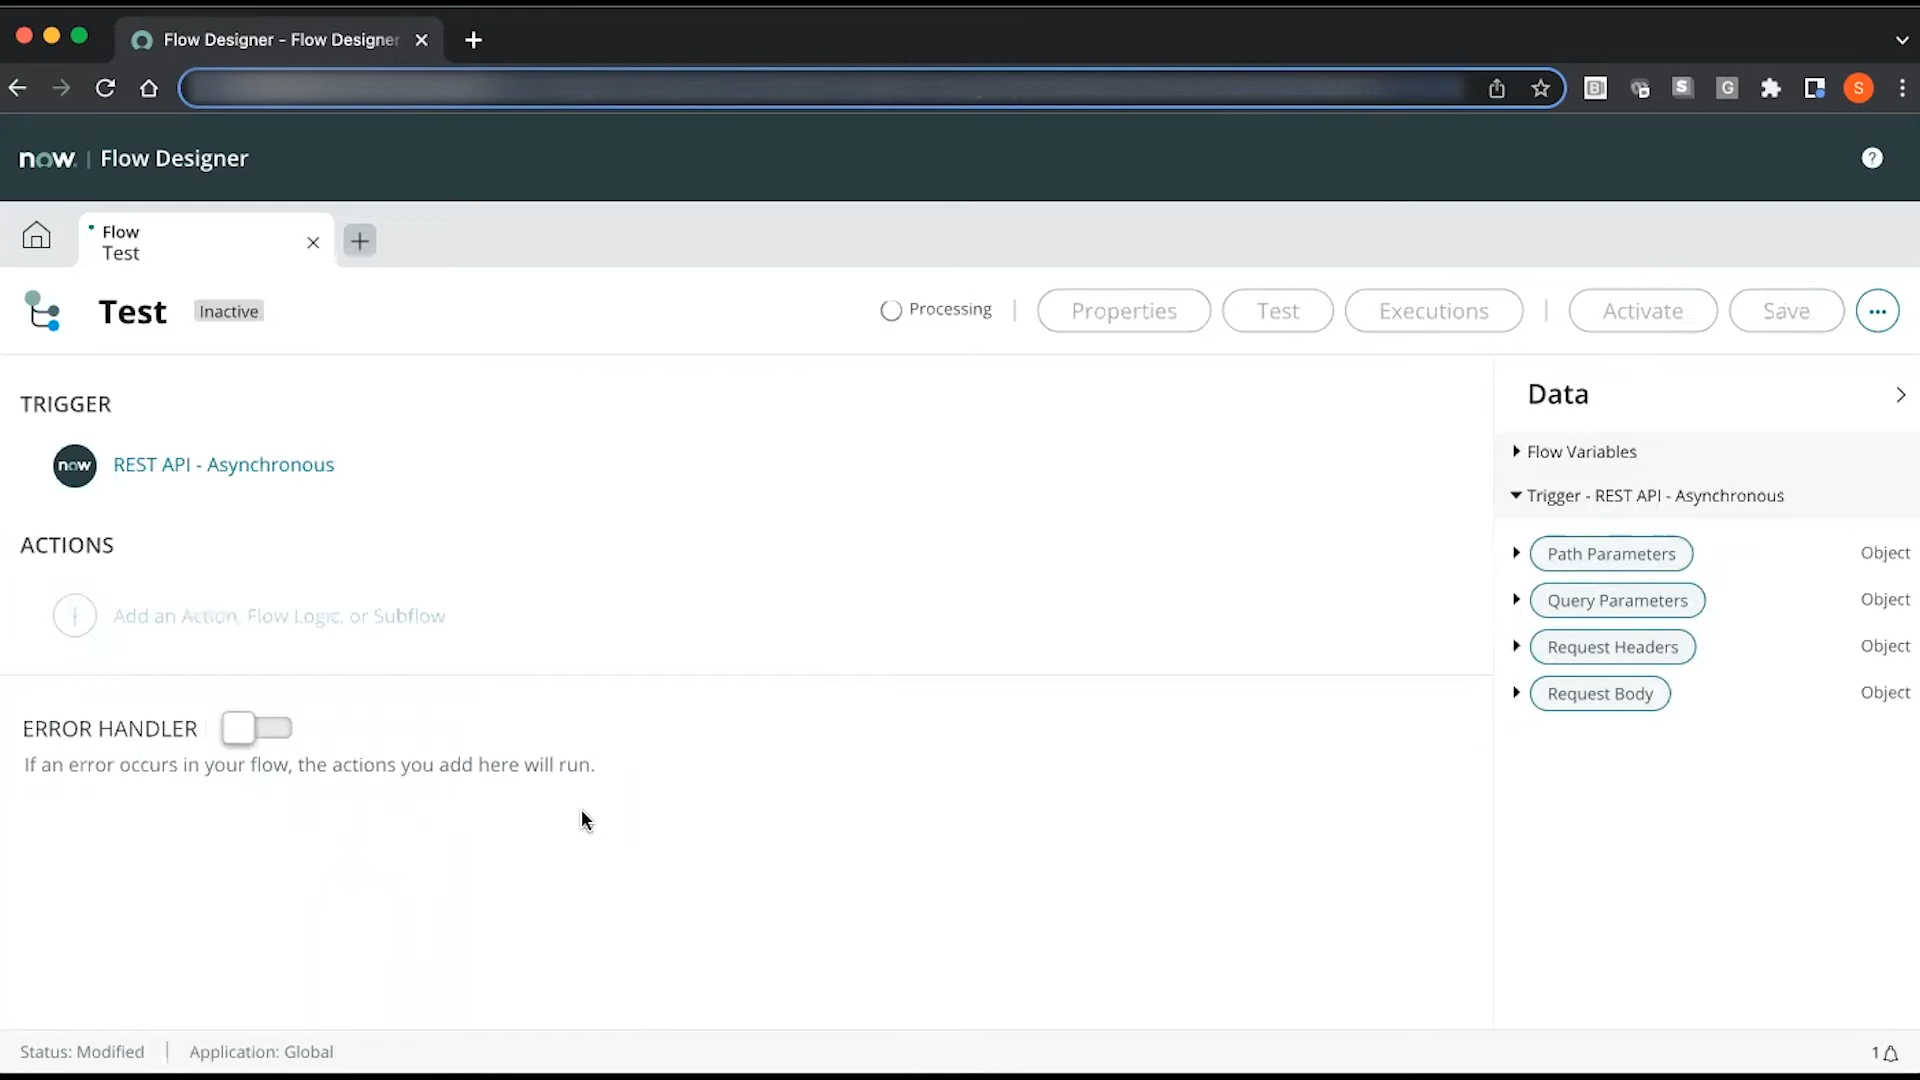 Flow Designer - Flow Designer
B
S
G
S
now. | Flow Designer
?
Flow
Test
Test
Inactive
Processing
Properties
Test
Executions
Activate
Save
TRIGGER
now
REST API - Asynchronous
ACTIONS
Add an Action, Flow Logic, or Subflow
ERROR HANDLER
If an error occurs in your flow, the actions you add here will run.
Data
Flow Variables
Trigger - REST API - Asynchronous
Path Parameters Object
Query Parameters Object
Request Headers Object
Request Body Object
Status: Modified | Application: Global
1